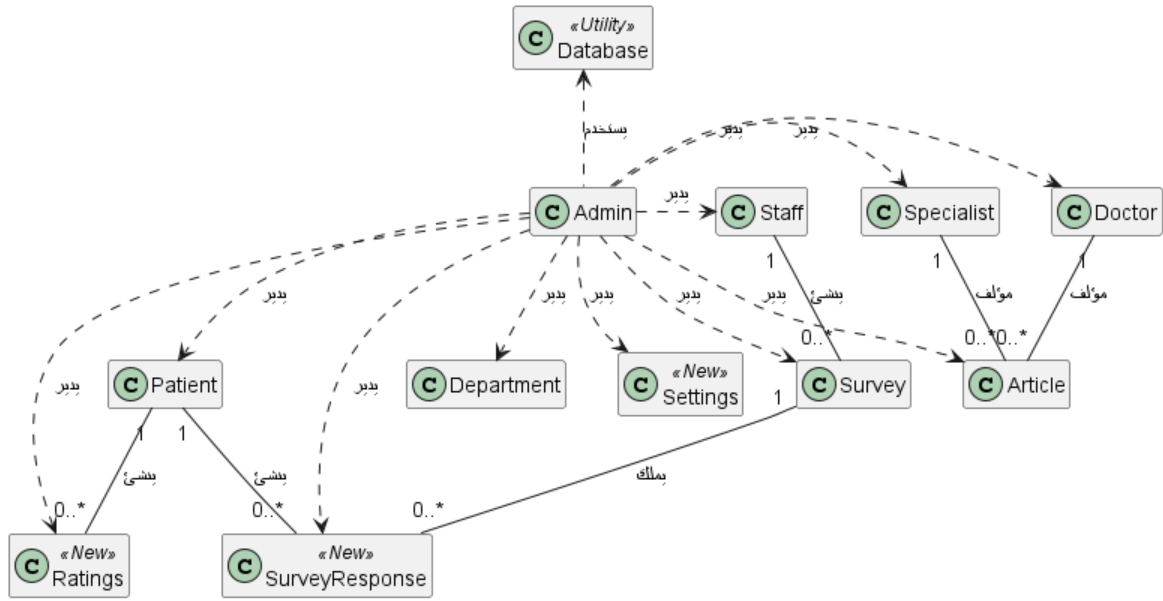 «Utility»
C Database
يستخدم
يدير
يدير
C Admin
يدير
C Staff
C Specialist
C Doctor
1
1
1
يدير
يدير
يدير
يدير
يدير
ينشئ
مؤلف
مؤلف
0..*
0..*
0..*
C Patient
يدير
يدير
C Department
«New»
C Settings
C Survey
C Article
1
1
1
ينشئ
ينشئ
يملك
0..*
0..*
0..*
«New»
C Ratings
«New»
C SurveyResponse